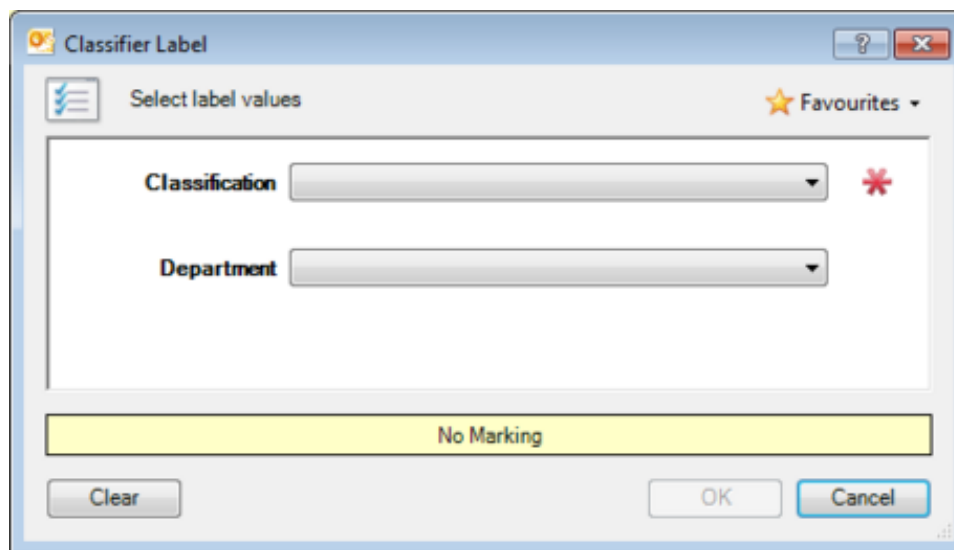 Classifier Label
Select label values
Favourites
Classification
Department
No Marking
Clear
OK
Cancel